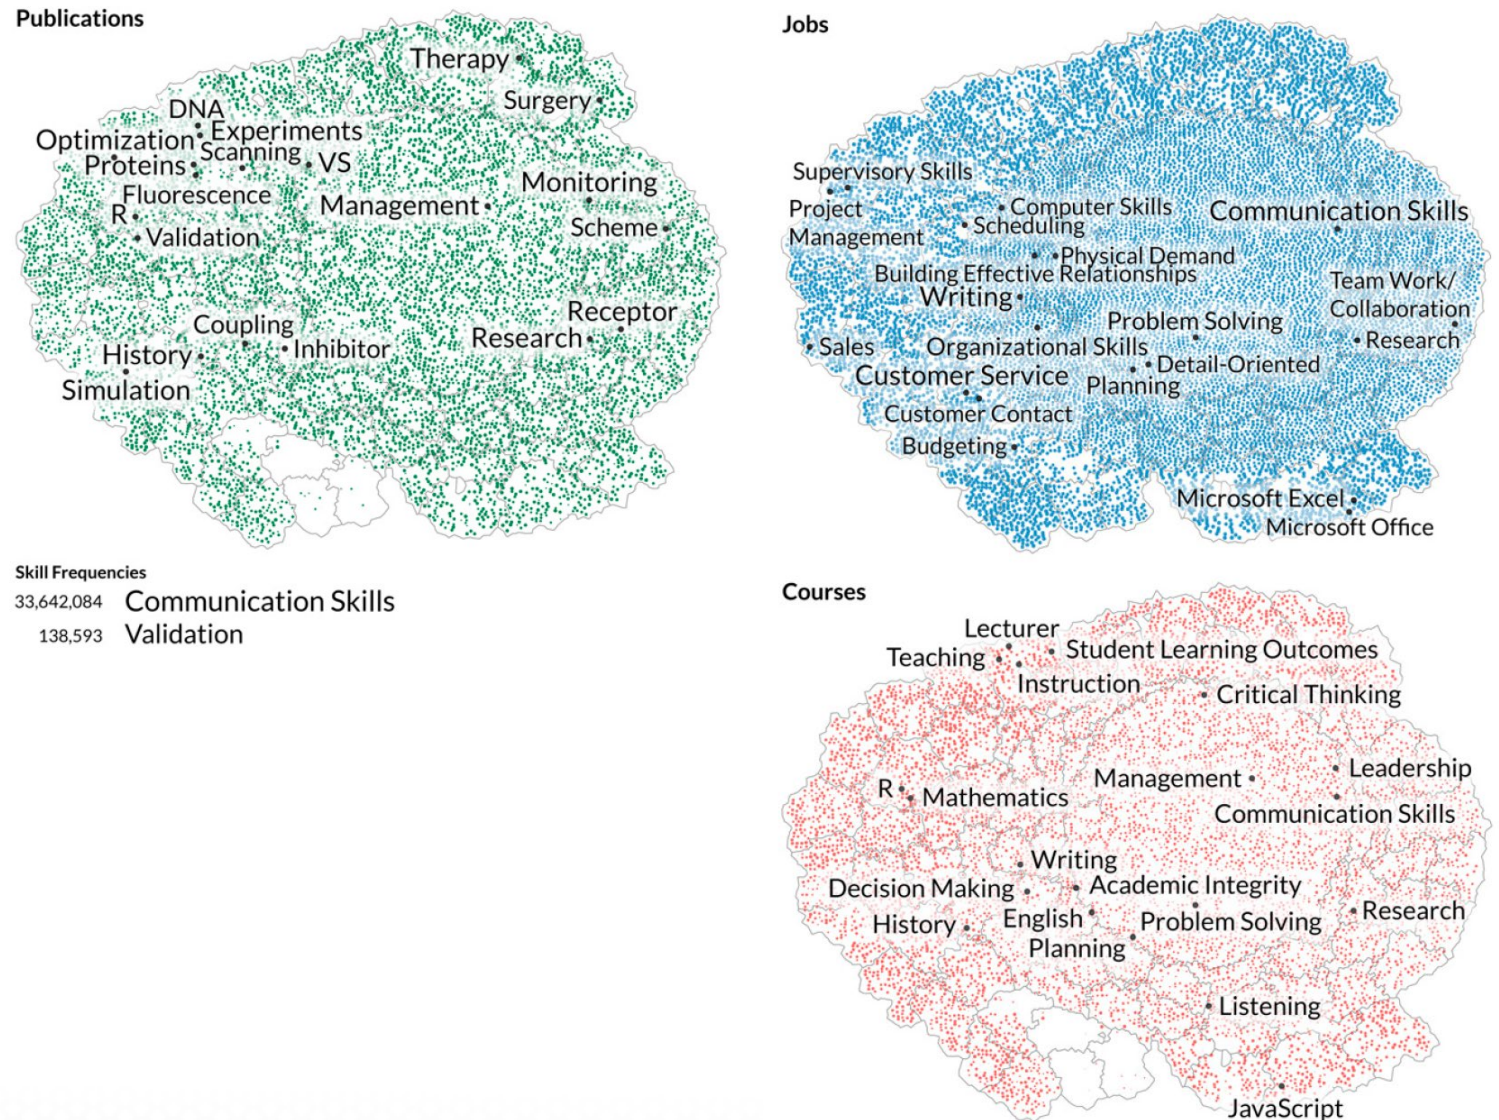 Publications
Therapy
Surgery
DNA
Optimization
Experiments
Proteins
Scanning
VS
Fluorescence
Monitoring
R
Management
Scheme
Validation
Coupling
Receptor
History
Inhibitor
Research
Simulation
Skill Frequencies
33,642,084 Communication Skills
138,593 Validation
Jobs
Supervisory Skills
Project
Management
Computer Skills
Communication Skills
Scheduling
Physical Demand
Building Effective Relationships
Writing
Team Work/
Collaboration
Problem Solving
Sales
Organizational Skills
Research
Customer Service
Detail-Oriented
Planning
Customer Contact
Budgeting
Microsoft Excel
Microsoft Office
Courses
Lecturer
Teaching
Student Learning Outcomes
Instruction
Critical Thinking
Management
Leadership
R
Mathematics
Communication Skills
Writing
Decision Making
Academic Integrity
History
English
Problem Solving
Research
Planning
Listening
JavaScript